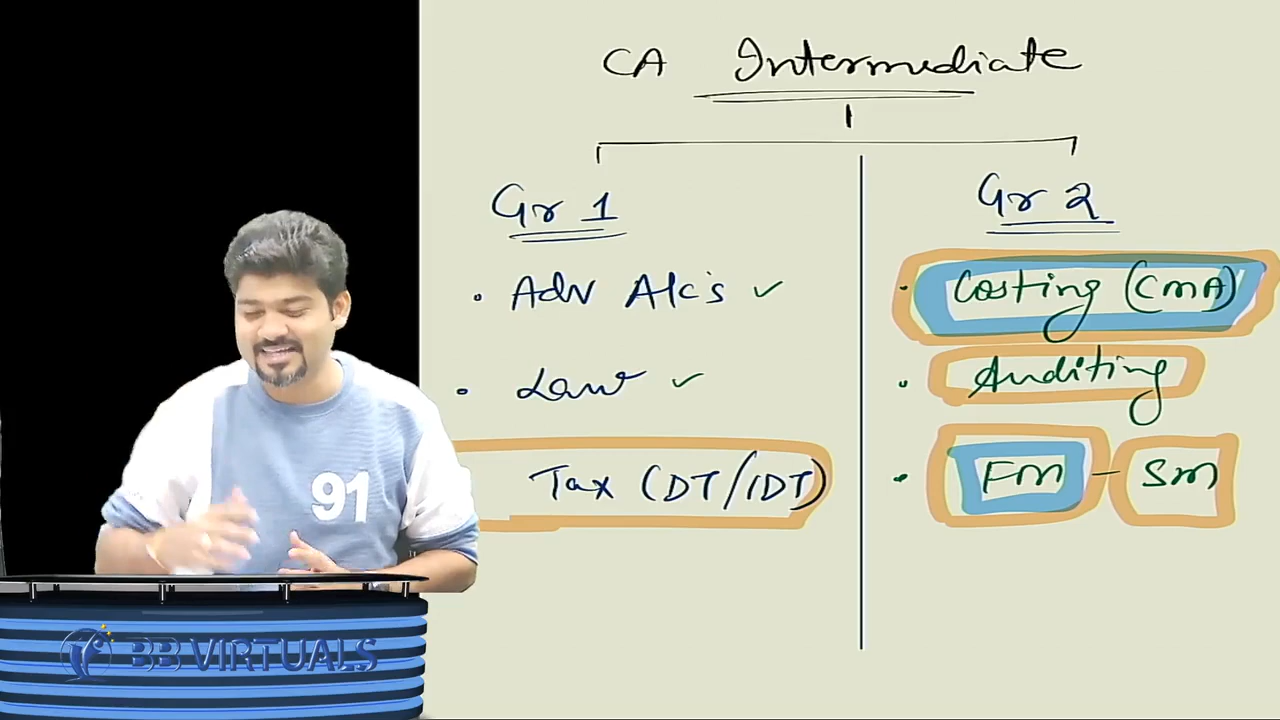 CA Intermediate
Gr 1
• Adv A/c's ✓
• Law ✓
Tax (DT/IDT)
Gr 2
• Costing (CMA)
• Auditing
• FM - SM
91
BB VIRTUALS